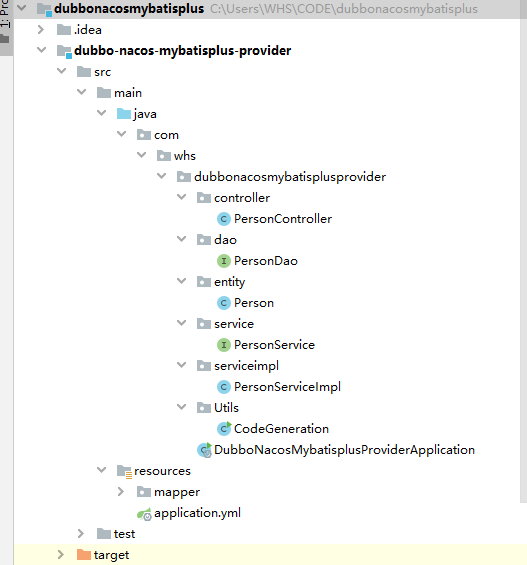 1: Pro
dubbonacosmybatisplus C:\Users\WHS\CODE\dubbonacosmybatisplus
.idea
dubbo-nacos-mybatisplus-provider
src
main
java
com
whs
dubbonacosmybatisplusprovider
controller
C PersonController
dao
I PersonDao
entity
C Person
service
I PersonService
serviceimpl
C PersonServiceImpl
Utils
C CodeGeneration
C DubboNacosMybatisplusProviderApplication
resources
mapper
application.yml
test
target